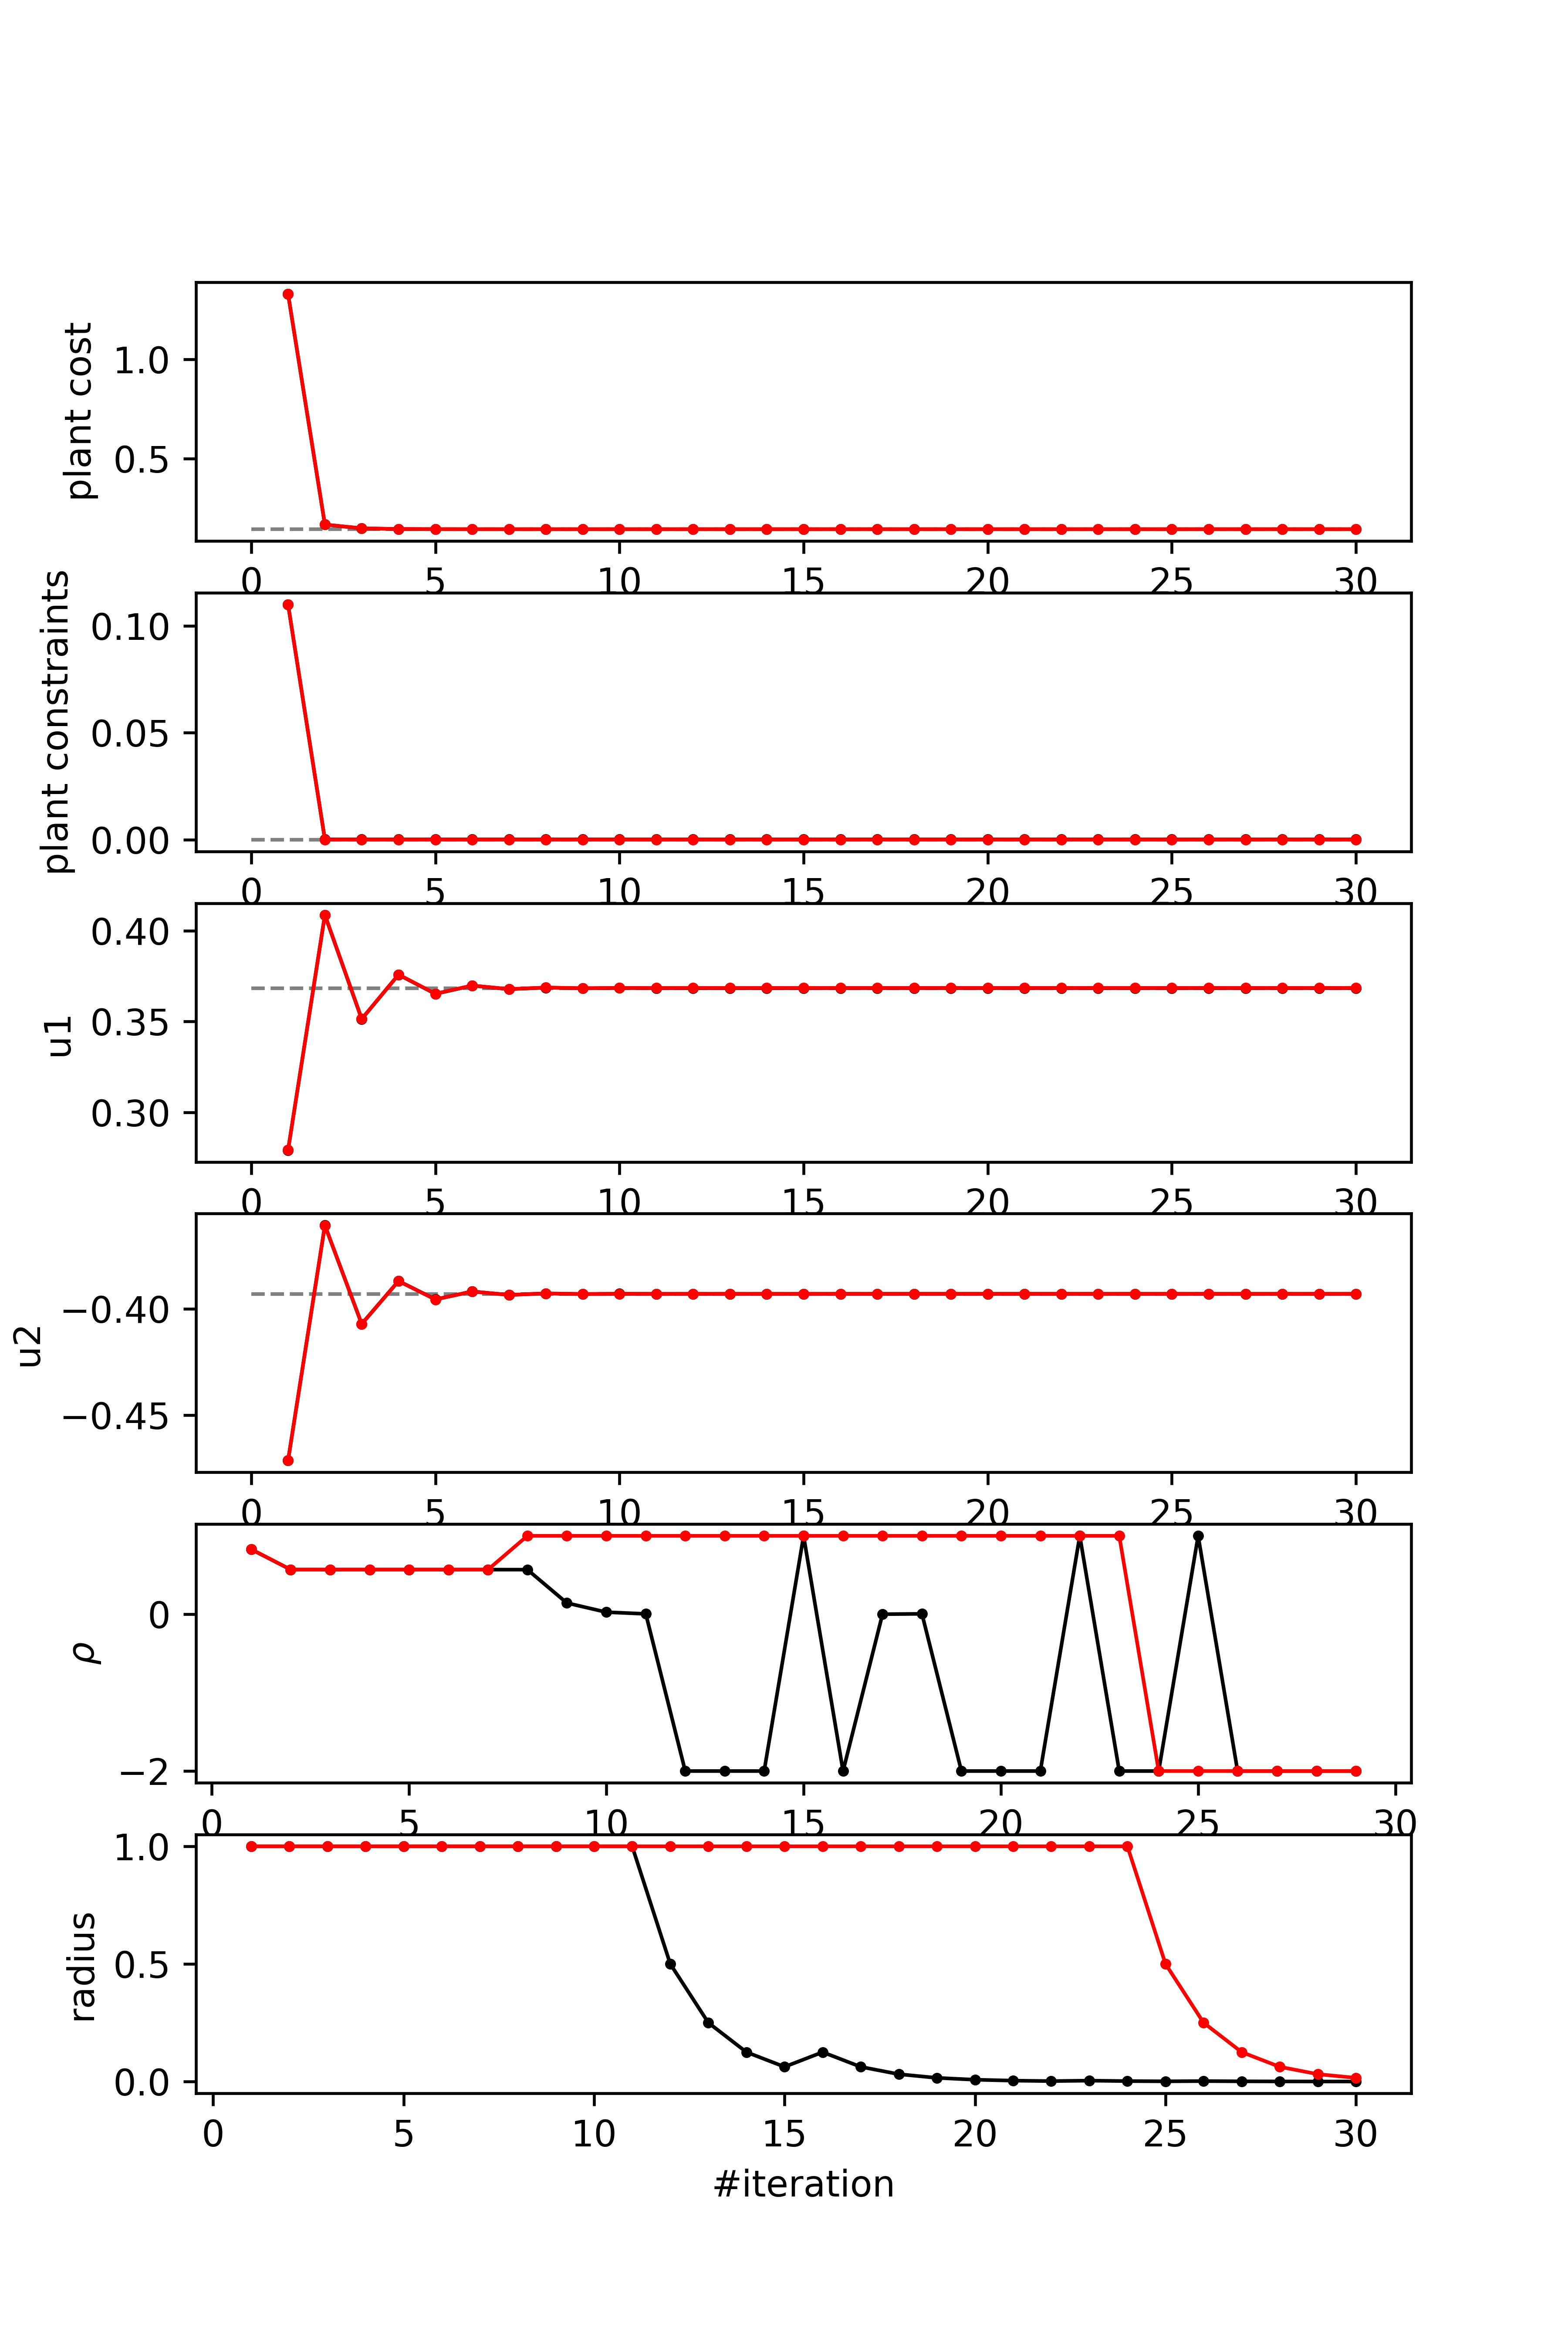 plant cost
1.0
0.5
0 5 10 15 20 25 30
plant constraints
0.10
0.05
0.00
0 5 10 15 20 25 30
u1
0.40
0.35
0.30
0 5 10 15 20 25 30
u2
−0.40
−0.45
0 5 10 15 20 25 30
ρ
0
−2
0 5 10 15 20 25 30
radius
1.0
0.5
0.0
0 5 10 15 20 25 30
#iteration